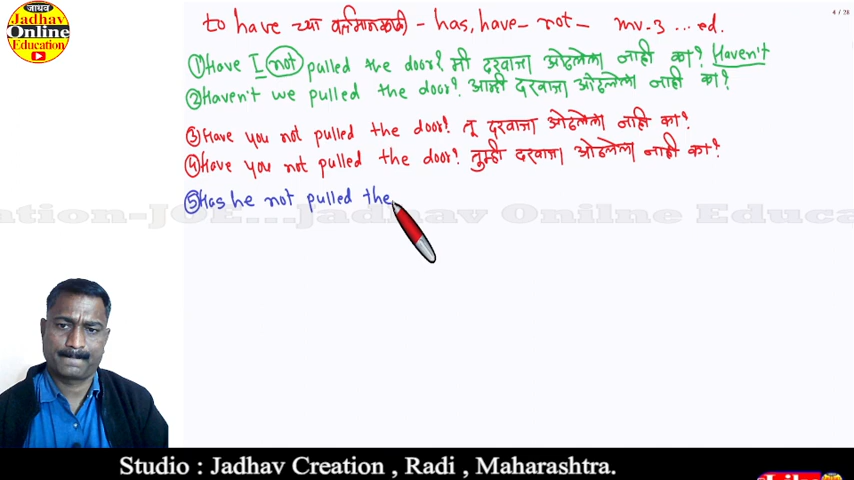 जाधव
Jadhav
Online
Education
4 / 28
to have च्या वर्तमानकाळी - has, have - not - mv-3 ... ed.
①Have I not pulled the door? मी दरवाजा ओढलेला नाही का? Haven't
②Haven't we pulled the door? आम्ही दरवाजा ओढलेला नाही का?
③Have you not pulled the door? तू दरवाजा ओढलेला नाही का?
④Have you not pulled the door? तुम्ही दरवाजा ओढलेला नाही का?
⑤Has he not pulled the
ation-JOE...Jadhav Onilne Educa
Studio : Jadhav Creation , Radi , Maharashtra.